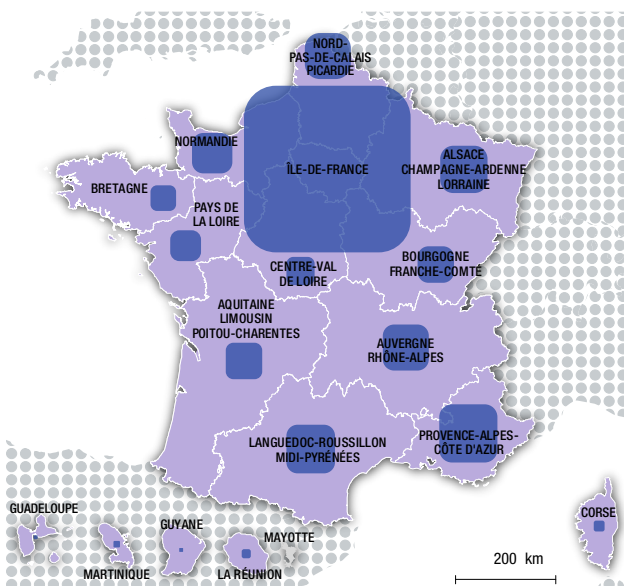 NORD-
PAS-DE-CALAIS
PICARDIE
NORMANDIE
ÎLE-DE-FRANCE
ALSACE
CHAMPAGNE-ARDENNE
LORRAINE
BRETAGNE
PAYS DE
LA LOIRE
CENTRE-VAL
DE LOIRE
BOURGOGNE
FRANCHE-COMTÉ
AQUITAINE
LIMOUSIN
POITOU-CHARENTES
AUVERGNE
RHÔNE-ALPES
LANGUEDOC-ROUSSILLON
MIDI-PYRÉNÉES
PROVENCE-ALPES-
CÔTE D'AZUR
GUADELOUPE
MARTINIQUE
GUYANE
LA RÉUNION
MAYOTTE
CORSE
200 km